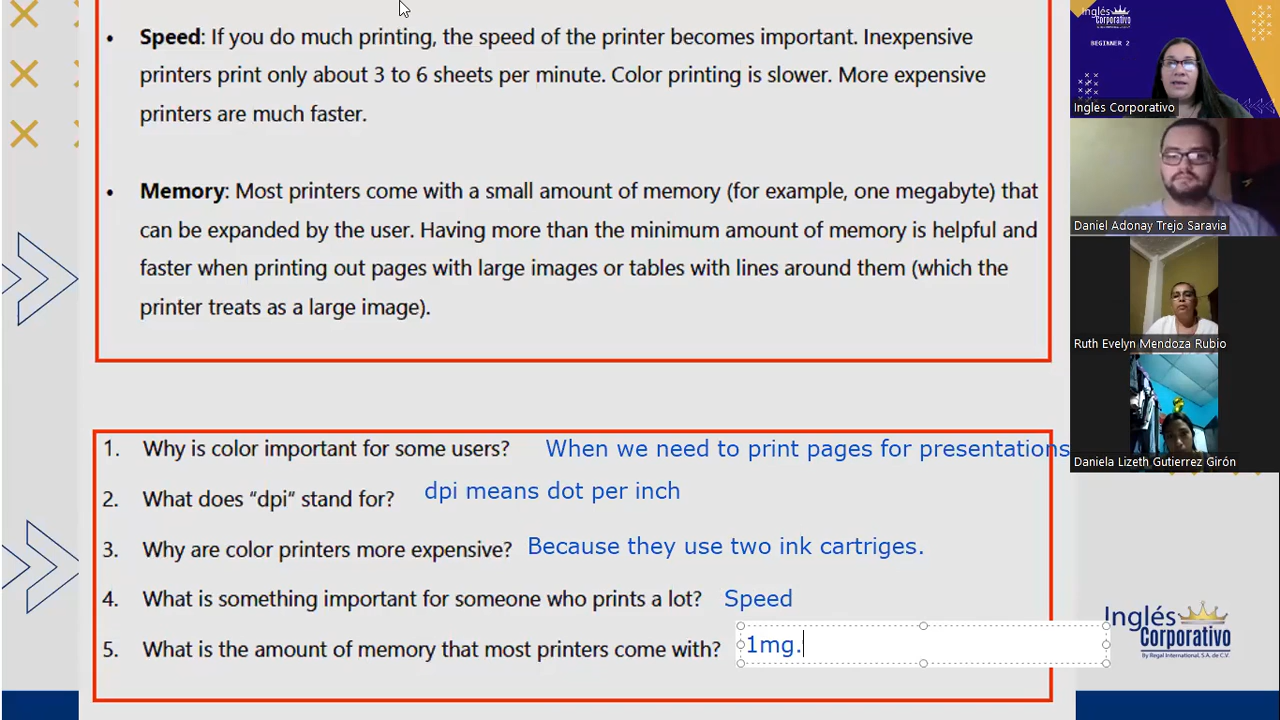 • Speed: If you do much printing, the speed of the printer becomes important. Inexpensive
printers print only about 3 to 6 sheets per minute. Color printing is slower. More expensive
printers are much faster.
• Memory: Most printers come with a small amount of memory (for example, one megabyte) that
can be expanded by the user. Having more than the minimum amount of memory is helpful and
faster when printing out pages with large images or tables with lines around them (which the
printer treats as a large image).
1. Why is color important for some users? When we need to print pages for presentations
2. What does "dpi" stand for? dpi means dot per inch
3. Why are color printers more expensive? Because they use two ink cartriges.
4. What is something important for someone who prints a lot? Speed
5. What is the amount of memory that most printers come with? 1mg.
Inglés
Corporativo
BEGINNER 2
Ingles Corporativo
Daniel Adonay Trejo Saravia
Ruth Evelyn Mendoza Rubio
Daniela Lizeth Gutierrez Girón
Inglés
Corporativo
by Regal International, S.A. de C.V.